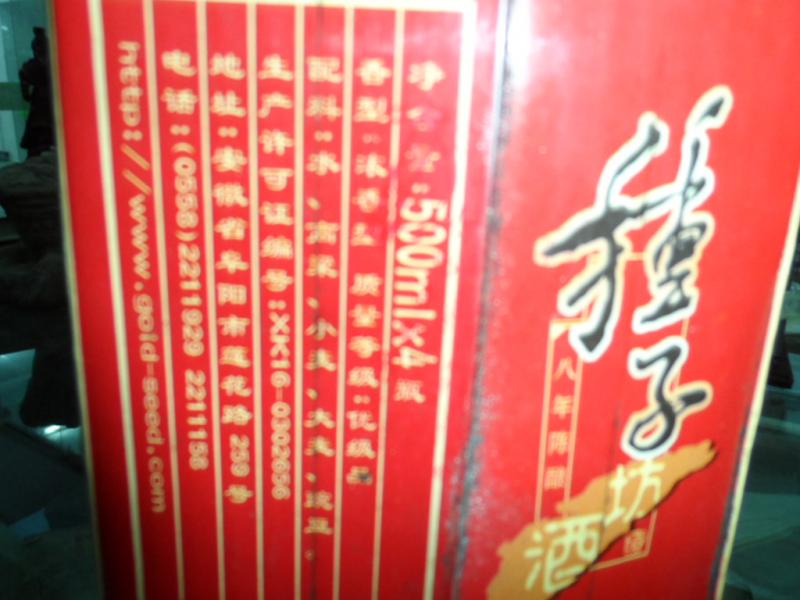 種子
酒坊
八年陈酿
净含量:500ml×4瓶
香型:浓香型 质量等级:优级品
配料:水、高粱、小麦、大麦、豌豆。
生产许可证编号:XK16-0302656
地址:安徽省阜阳市莲花路 259 号
电话:(0558)2211929 2211158
http://www.gold-seed.com